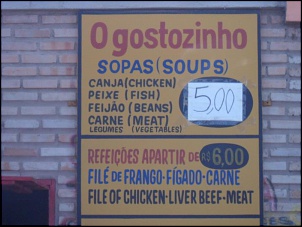 O gostozinho
SOPAS (SOUPS)
CANJA (CHICKEN)
PEIXE (FISH)
FEIJÃO (BEANS)
CARNE (MEAT)
LEGUMES (VEGETABLES)
5,00
REFEIÇÕES APARTIR DE R$ 6,00
FILÉ DE FRANGO-FÍGADO-CARNE
FILE OF CHICKEN-LIVER BEEF-MEAT